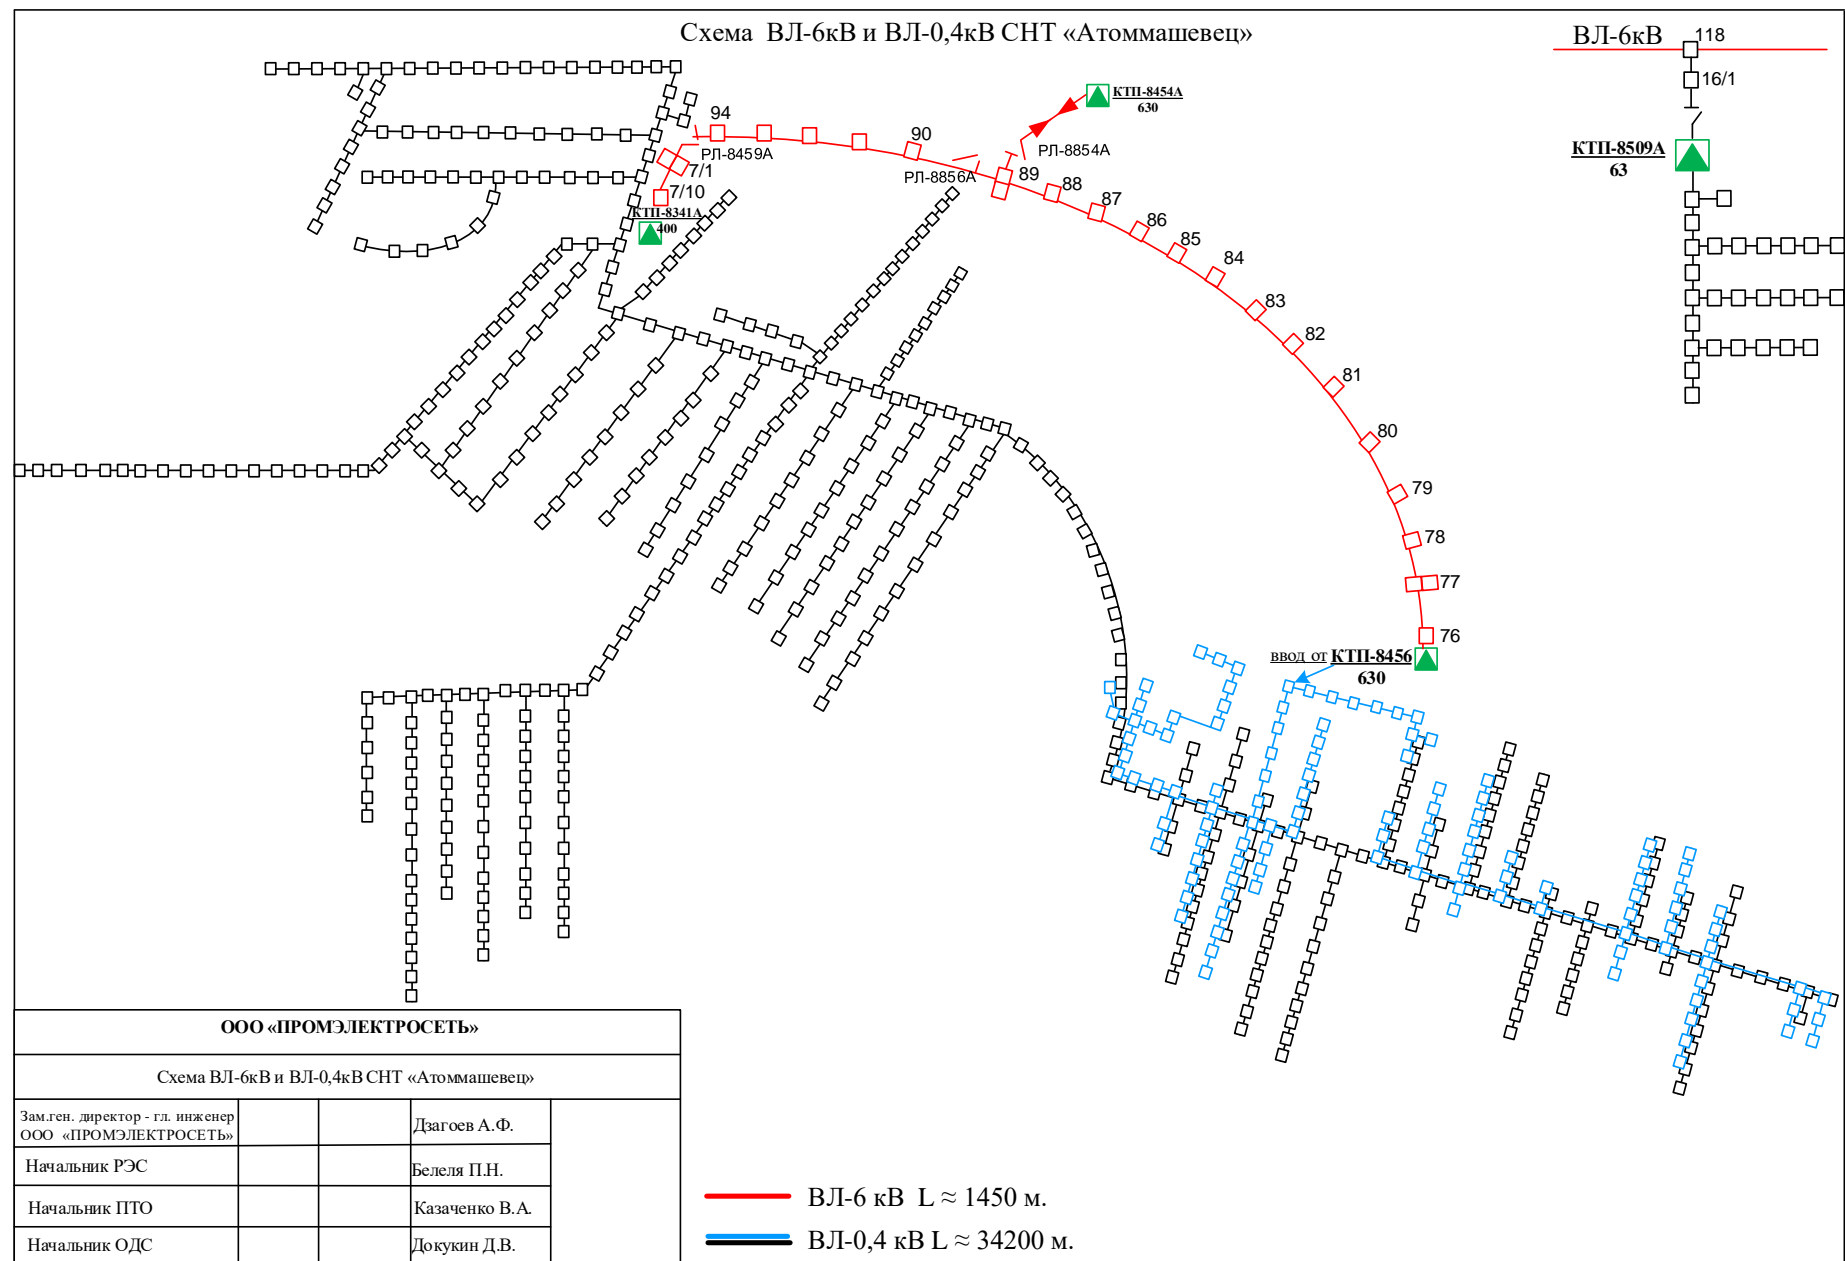 Схема ВЛ-6кВ и ВЛ-0,4кВ СНТ «Атоммашевец»
ВЛ-6кВ
118
16/1
КТП-8509А
63
КТП-8454А
630
94
90
РЛ-8459А
РЛ-8854А
РЛ-8856А
7/1
7/10
КТП-8341А
400
89
88
87
86
85
84
83
82
81
80
79
78
77
76
ввод от КТП-8456
630
ООО «ПРОМЭЛЕКТРОСЕТЬ»
Схема ВЛ-6кВ и ВЛ-0,4кВ СНТ «Атоммашевец»
Зам.ген. директор - гл. инженер
ООО «ПРОМЭЛЕКТРОСЕТЬ»
Дзагоев А.Ф.
Начальник РЭС
Белеля П.Н.
Начальник ПТО
Казаченко В.А.
Начальник ОДС
Докукин Д.В.
ВЛ-6 кВ L ≈ 1450 м.
ВЛ-0,4 кВ L ≈ 34200 м.